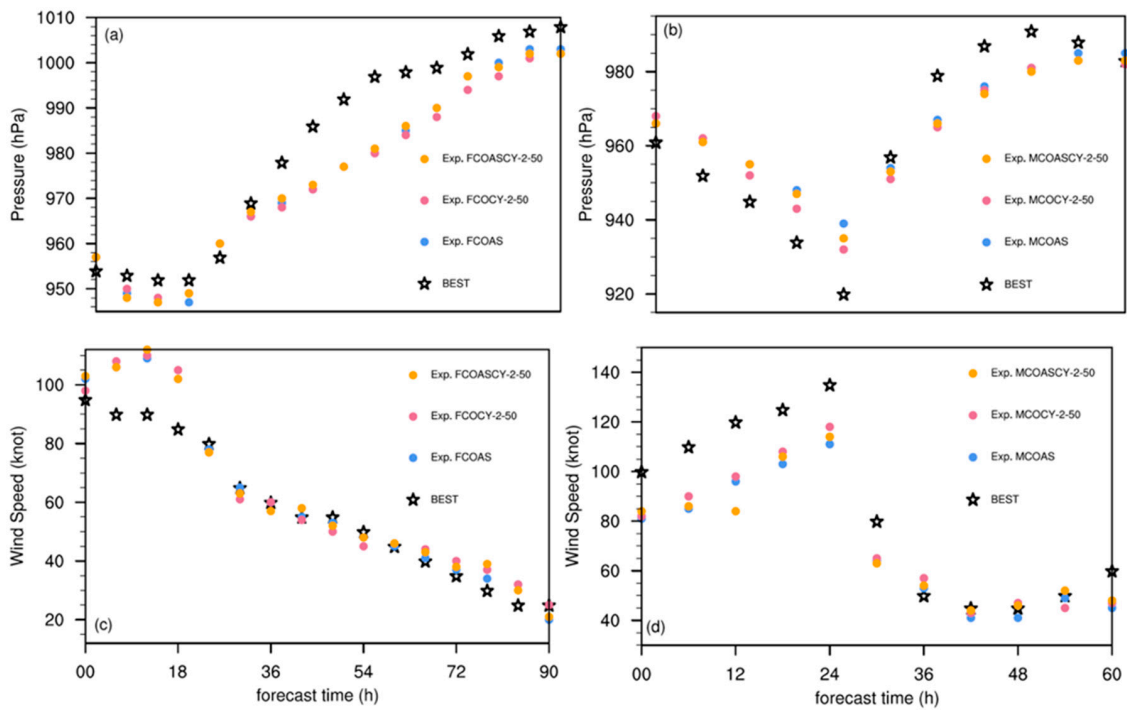 (a)
Pressure (hPa)
1010
1000
990
980
970
960
950
Exp. FCOASCY-2-50
Exp. FCOCY-2-50
Exp. FCOAS
BEST
(b)
Pressure (hPa)
980
960
940
920
Exp. MCOASCY-2-50
Exp. MCOCY-2-50
Exp. MCOAS
BEST
(c)
Wind Speed (knot)
100
80
60
40
20
Exp. FCOASCY-2-50
Exp. FCOCY-2-50
Exp. FCOAS
BEST
00 18 36 54 72 90
forecast time (h)
(d)
Wind Speed (knot)
140
120
100
80
60
40
Exp. MCOASCY-2-50
Exp. MCOCY-2-50
Exp. MCOAS
BEST
00 12 24 36 48 60
forecast time (h)